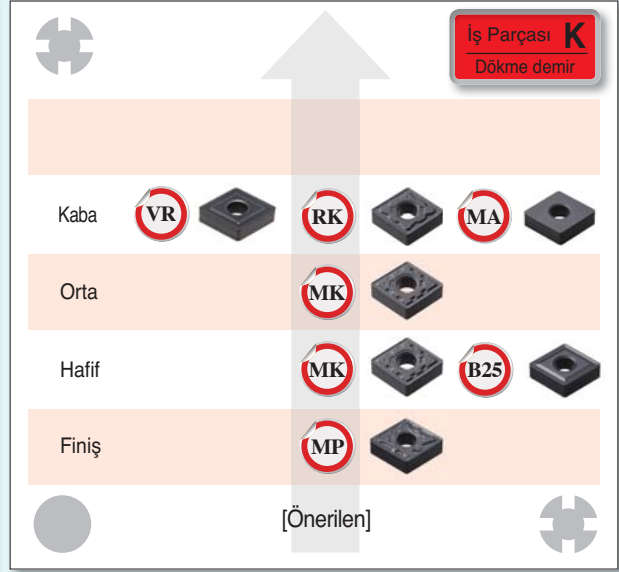 İş Parçası K
Dökme demir
Kaba VR RK MA
Orta MK
Hafif MK B25
Finiş MP
[Önerilen]